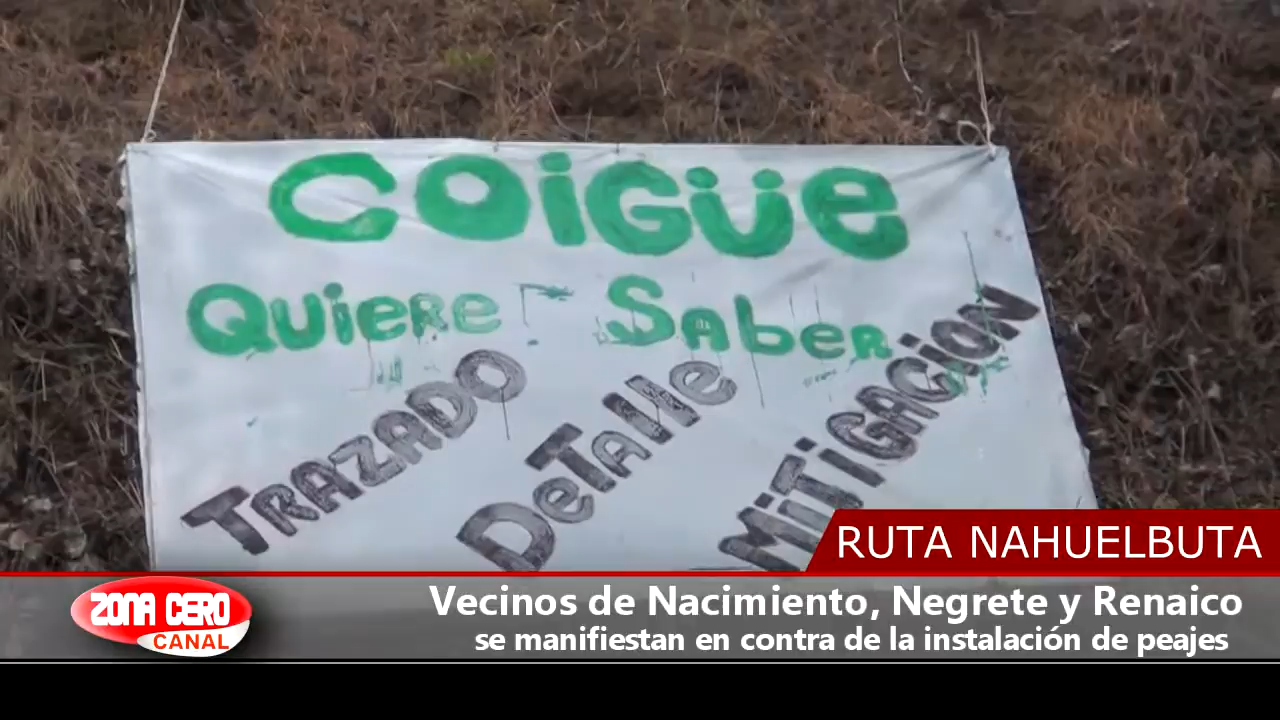 COIGÜE
QUIERE SABER
TRAZADO
DETALLE
MITIGACION
RUTA NAHUELBUTA
ZONA CERO
CANAL
Vecinos de Nacimiento, Negrete y Renaico
se manifiestan en contra de la instalación de peajes